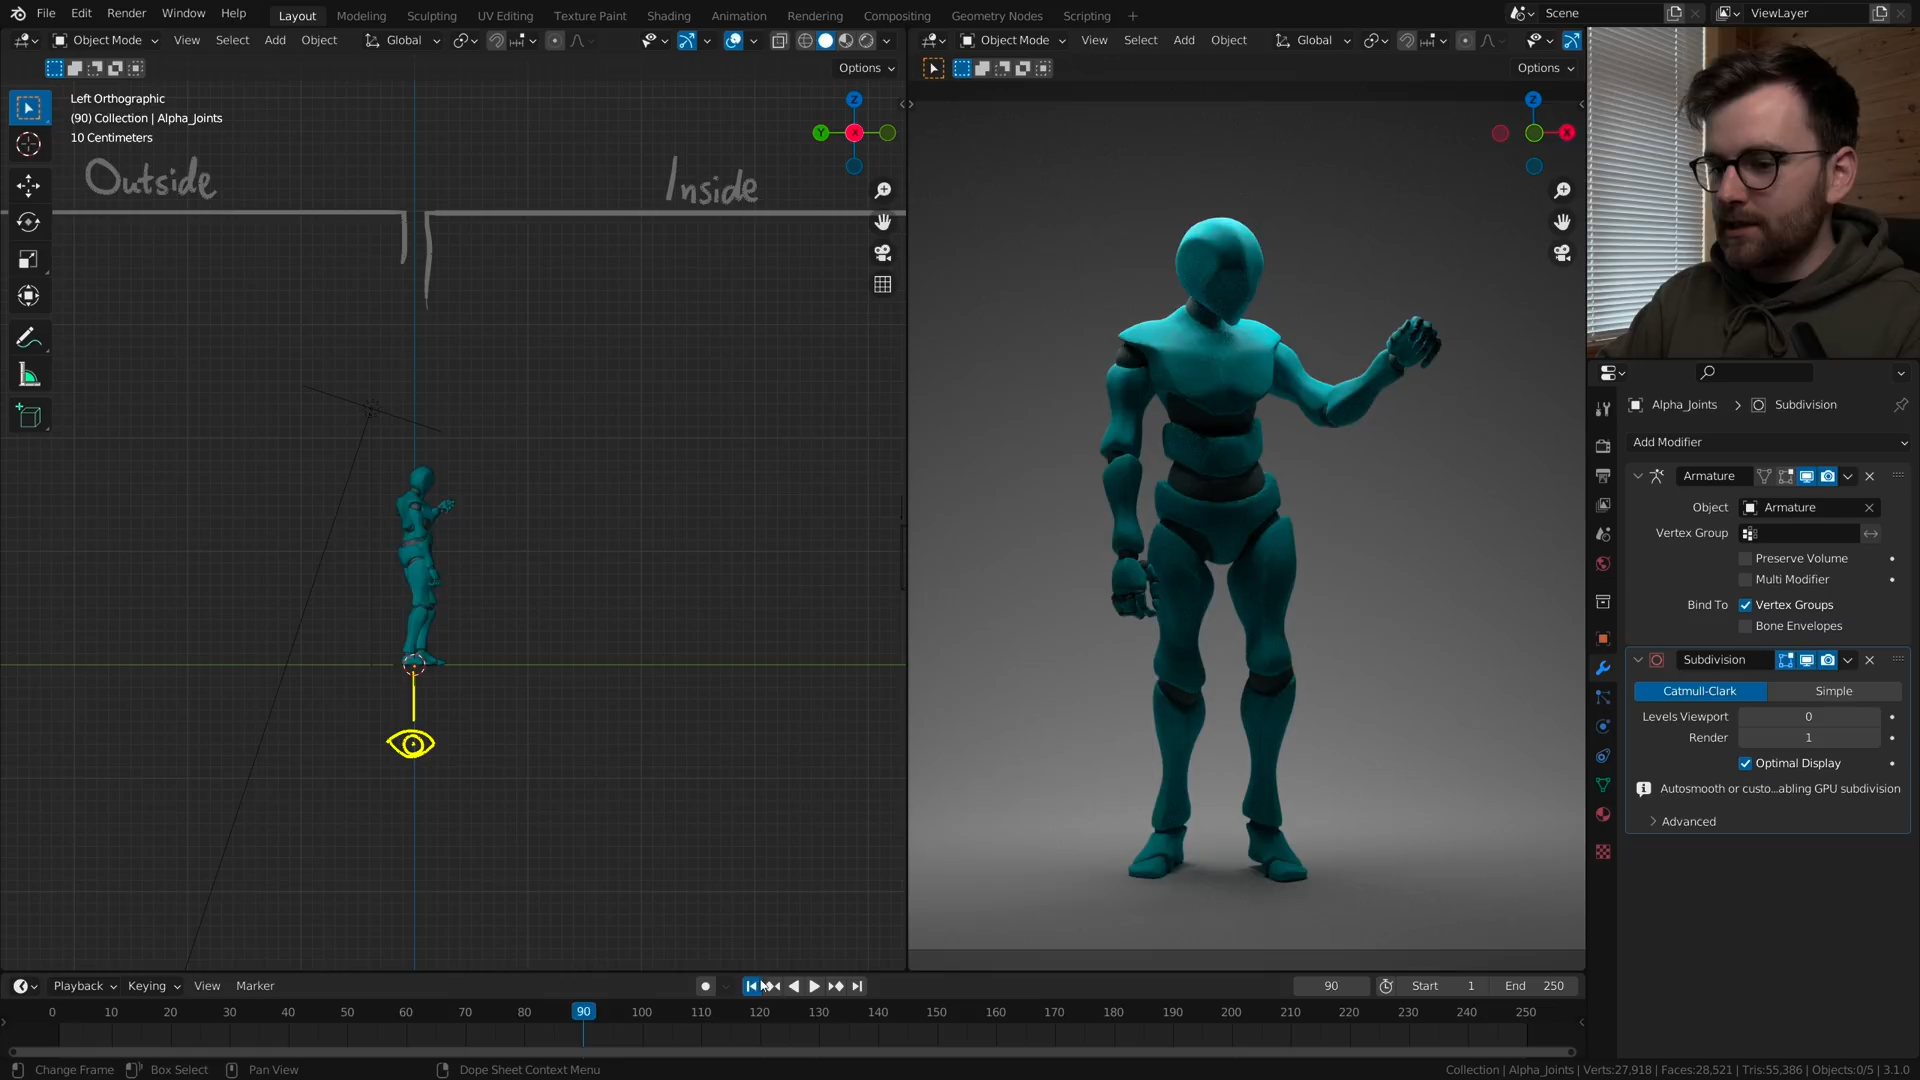 File Edit Render Window Help Layout Modeling Sculpting UV Editing Texture Paint Shading Animation Rendering Compositing Geometry Nodes Scripting + Scene ViewLayer
Object Mode View Select Add Object Global
Object Mode View Select Add Object Global
Options
Options
Left Orthographic
(90) Collection | Alpha_Joints
10 Centimeters
Z
Y X
Z
X
Outside
Inside
Alpha_Joints > Subdivision
Add Modifier
Armature
Object Armature
Vertex Group
Preserve Volume
Multi Modifier
Bind To Vertex Groups
Bone Envelopes
Subdivision
Catmull-Clark Simple
Levels Viewport 0
Render 1
Optimal Display
Autosmooth or custo...abling GPU subdivision
Advanced
Playback Keying View Marker 90 Start 1 End 250
0 10 20 30 40 50 60 70 80 90 100 110 120 130 140 150 160 170 180 190 200 210 220 230 240 250
Change Frame Box Select Pan View Dope Sheet Context Menu Collection | Alpha_Joints | Verts:27,918 | Faces:28,521 | Tris:55,386 | Objects:0/5 | 3.1.0